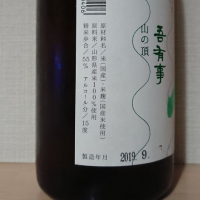 吾有事
山の頂
原材料名／米（国産）・米麹（国産米使用）
原料米／山形県産米100％使用
精米歩合／55％　アルコール分／15度
製造年月
2019. 9.